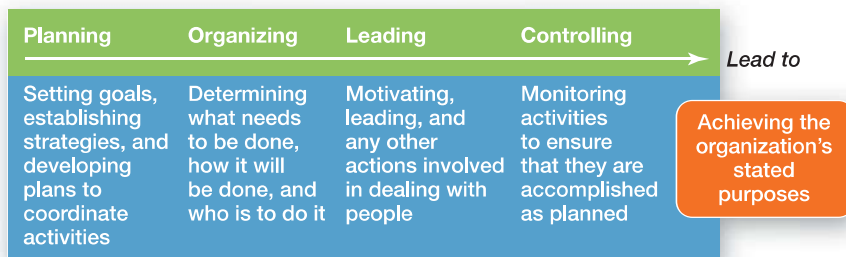 Planning
Organizing
Leading
Controlling
Lead to
Setting goals,
establishing
strategies, and
developing
plans to
coordinate
activities
Determining
what needs
to be done,
how it will
be done, and
who is to do it
Motivating,
leading, and
any other
actions involved
in dealing with
people
Monitoring
activities
to ensure
that they are
accomplished
as planned
Achieving the
organization's
stated
purposes